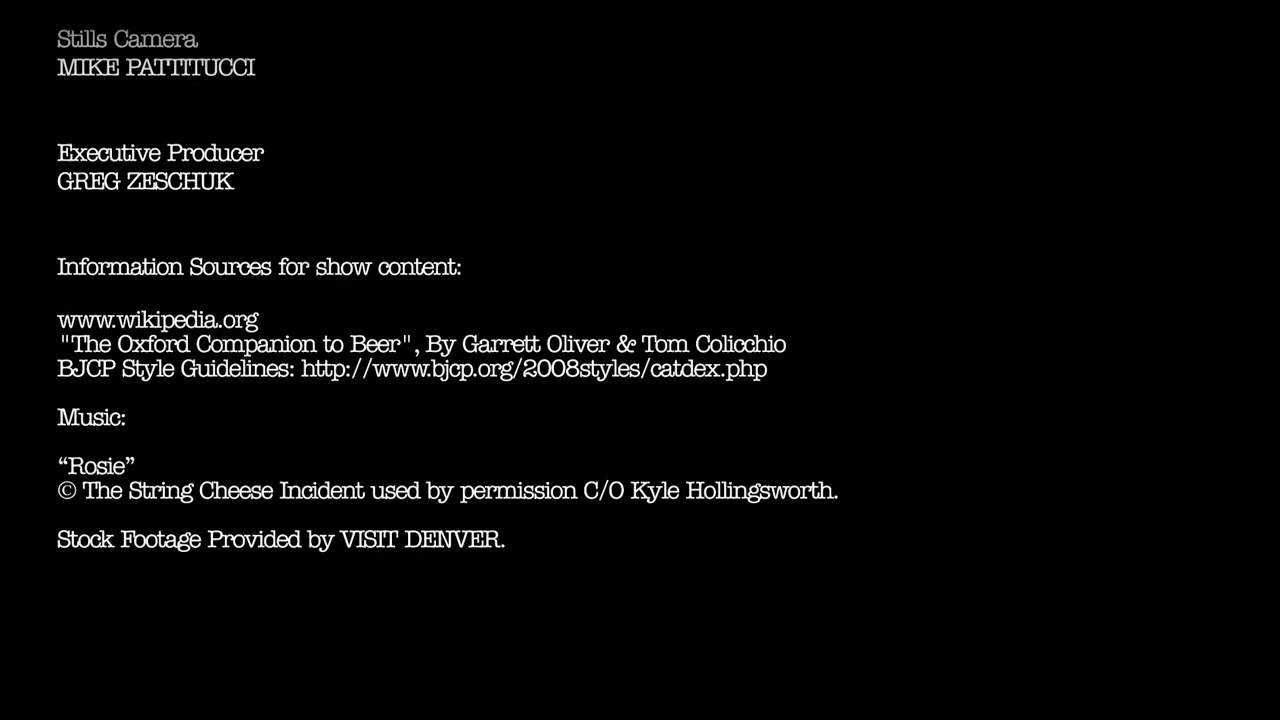 Stills Camera
MIKE PATTITUCCI
Executive Producer
GREG ZESCHUK
Information Sources for show content:
www.wikipedia.org
"The Oxford Companion to Beer", By Garrett Oliver & Tom Colicchio
BJCP Style Guidelines: http://www.bjcp.org/2008styles/catdex.php
Music:
“Rosie”
© The String Cheese Incident used by permission C/O Kyle Hollingsworth.
Stock Footage Provided by VISIT DENVER.